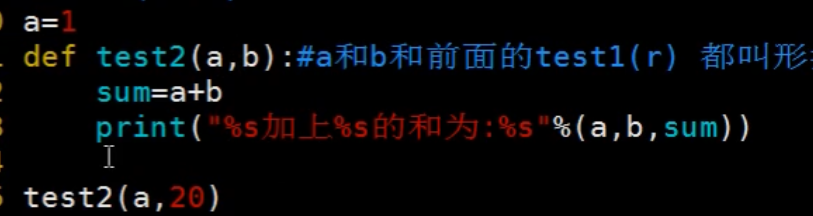 a=1
def test2(a,b):#a和b和前面的test1(r) 都叫形
sum=a+b
print("%s加上%s的和为:%s"%(a,b,sum))
test2(a,20)